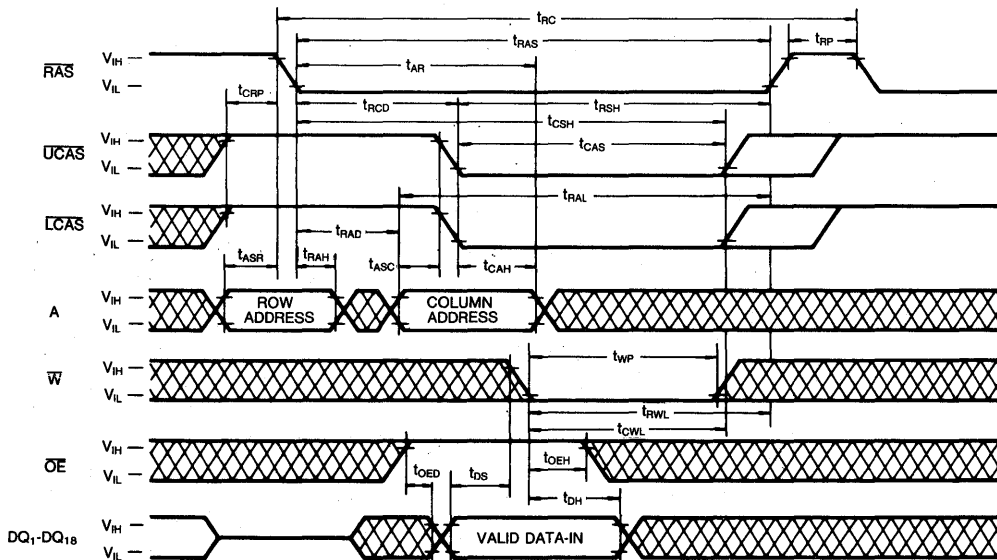 tRC
tRAS
tRP
tAR
RAS
VIH
VIL
tCRP
tRCD
tRSH
tCSH
UCAS
VIH
VIL
tCAS
tRAL
LCAS
VIH
VIL
tRAD
tASR
tRAH
tASC
tCAH
A
VIH
VIL
ROW
ADDRESS
COLUMN
ADDRESS
W
VIH
VIL
tWP
tRWL
tCWL
OE
VIH
VIL
tOED
tDS
tOEH
tDH
DQ1-DQ18
VIH
VIL
VALID DATA-IN